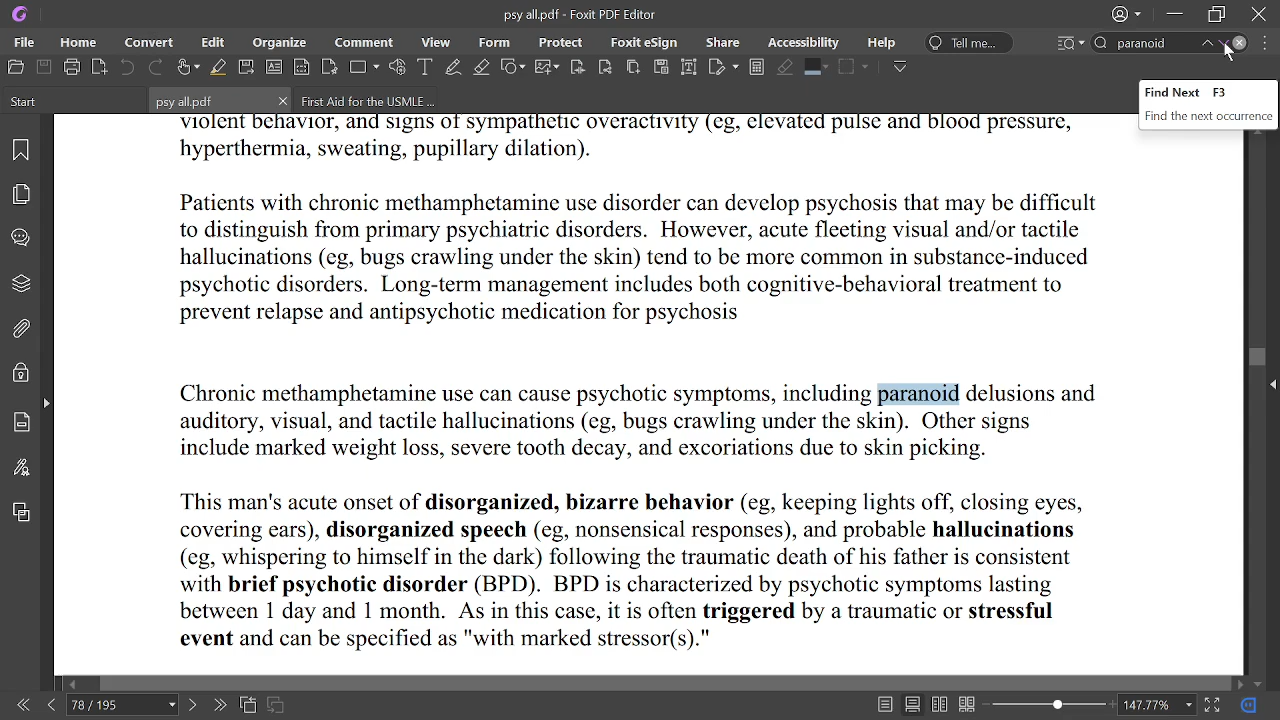 psy all.pdf - Foxit PDF Editor
File Home Convert Edit Organize Comment View Form Protect Foxit eSign Share Accessibility Help Tell me... paranoid
Start psy all.pdf First Aid for the USMLE ...
Find Next F3
Find the next occurrence
violent behavior, and signs of sympathetic overactivity (eg, elevated pulse and blood pressure,
hyperthermia, sweating, pupillary dilation).
Patients with chronic methamphetamine use disorder can develop psychosis that may be difficult
to distinguish from primary psychiatric disorders.  However, acute fleeting visual and/or tactile
hallucinations (eg, bugs crawling under the skin) tend to be more common in substance-induced
psychotic disorders.  Long-term management includes both cognitive-behavioral treatment to
prevent relapse and antipsychotic medication for psychosis
Chronic methamphetamine use can cause psychotic symptoms, including paranoid delusions and
auditory, visual, and tactile hallucinations (eg, bugs crawling under the skin).  Other signs
include marked weight loss, severe tooth decay, and excoriations due to skin picking.
This man's acute onset of disorganized, bizarre behavior (eg, keeping lights off, closing eyes,
covering ears), disorganized speech (eg, nonsensical responses), and probable hallucinations
(eg, whispering to himself in the dark) following the traumatic death of his father is consistent
with brief psychotic disorder (BPD).  BPD is characterized by psychotic symptoms lasting
between 1 day and 1 month.  As in this case, it is often triggered by a traumatic or stressful
event and can be specified as "with marked stressor(s)."
78 / 195 147.77%